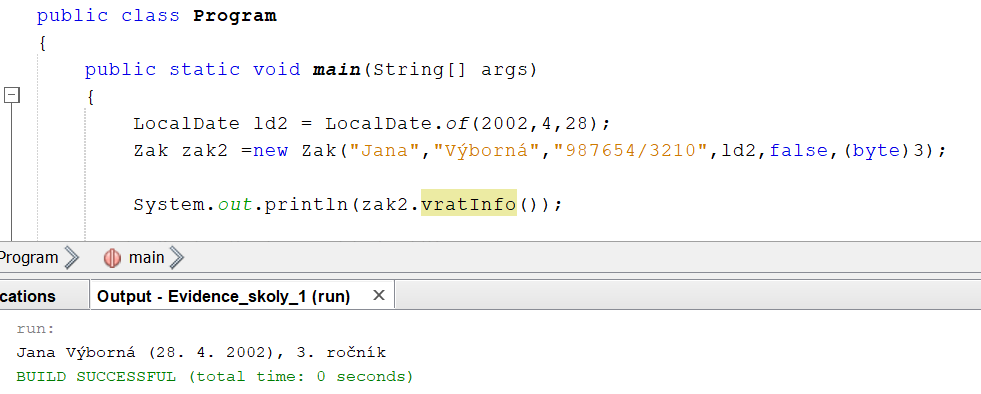 public class Program
{
public static void main(String[] args)
{
LocalDate ld2 = LocalDate.of(2002,4,28);
Zak zak2 =new Zak("Jana","Výborná","987654/3210",ld2,false,(byte)3);
System.out.println(zak2.vratInfo());
Program main
cations Output - Evidence_skoly_1 (run)
run:
Jana Výborná (28. 4. 2002), 3. ročník
BUILD SUCCESSFUL (total time: 0 seconds)